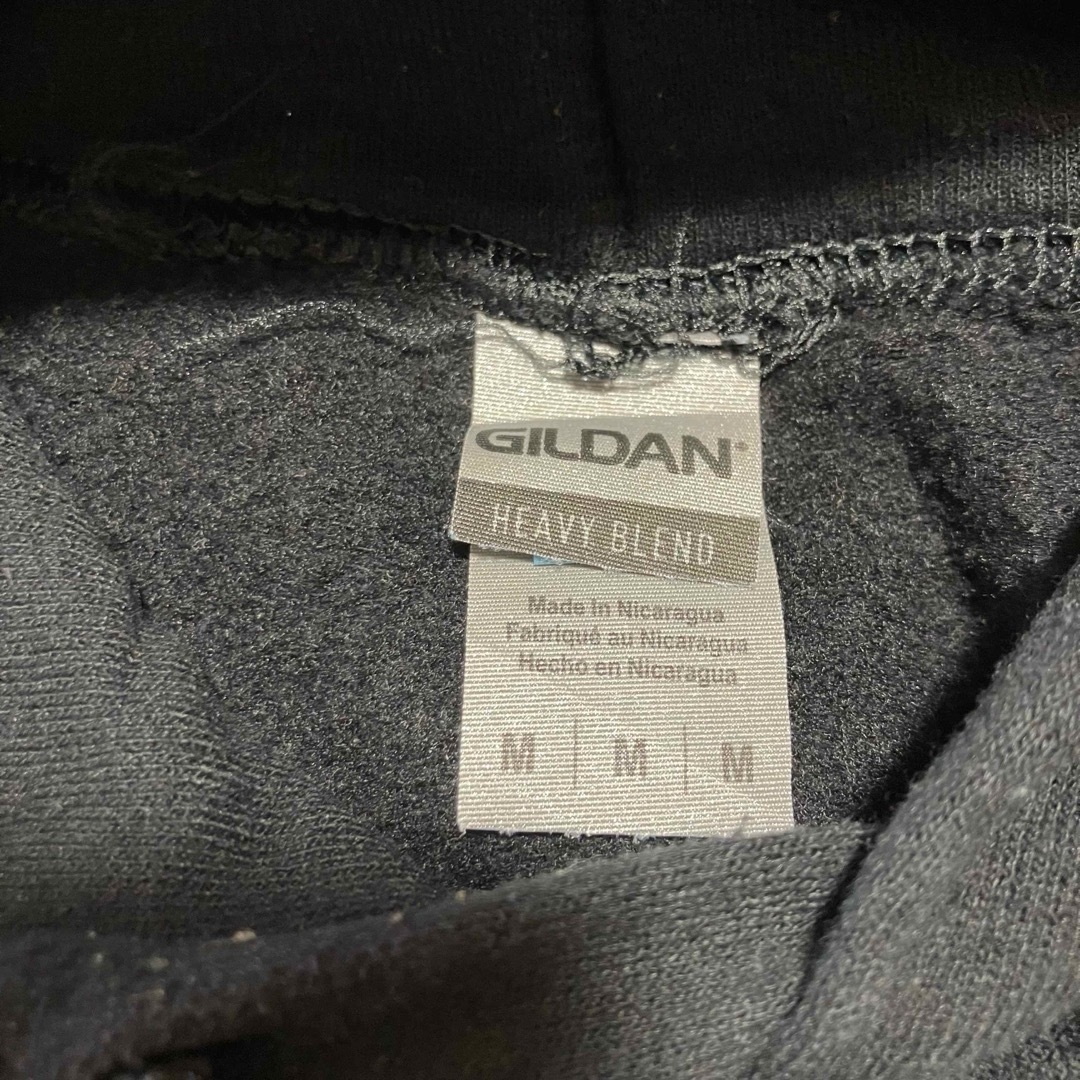 GILDAN®
HEAVY BLEND
Made in Nicaragua
Fabriqué au Nicaragua
Hecho en Nicaragua
M | M | M